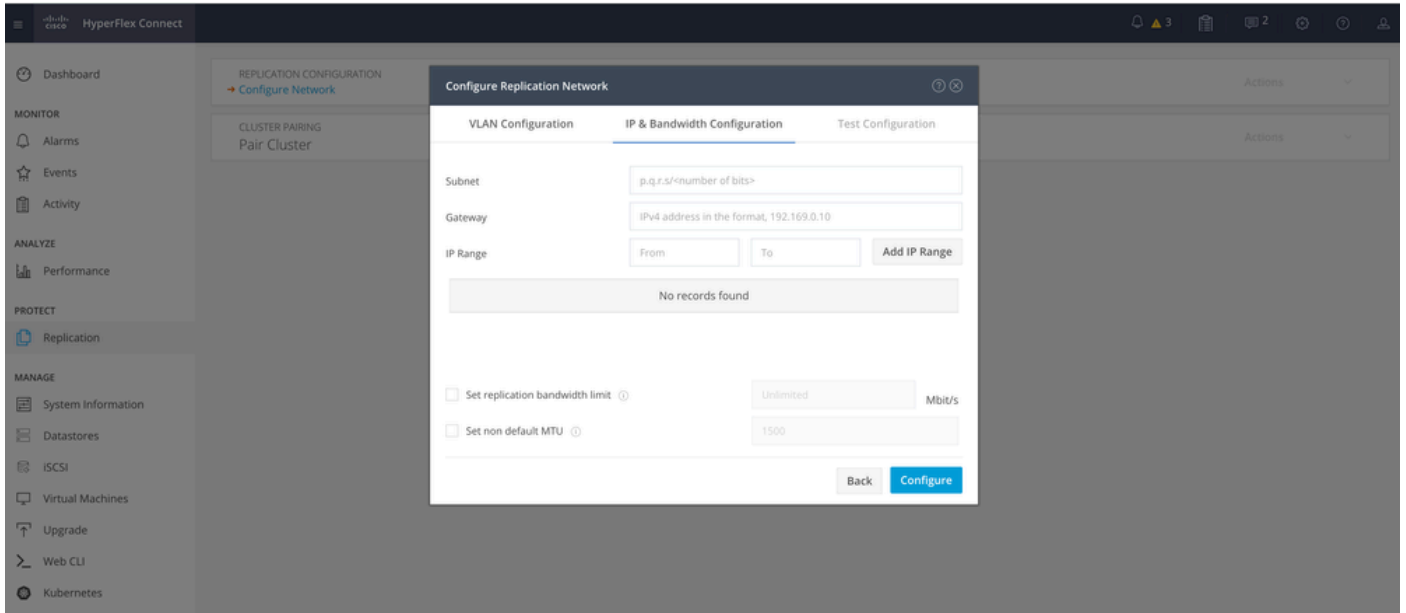 cisco HyperFlex Connect 3 2
Dashboard
MONITOR
Alarms
Events
Activity
ANALYZE
Performance
PROTECT
Replication
MANAGE
System Information
Datastores
iSCSI
Virtual Machines
Upgrade
Web CLI
Kubernetes
REPLICATION CONFIGURATION
Configure Network
Actions
CLUSTER PAIRING
Pair Cluster
Actions
Configure Replication Network
VLAN Configuration IP & Bandwidth Configuration Test Configuration
Subnet p.q.r.s/<number of bits>
Gateway IPv4 address in the format, 192.169.0.10
IP Range From To Add IP Range
No records found
Set replication bandwidth limit Unlimited Mbit/s
Set non default MTU 1500
Back Configure